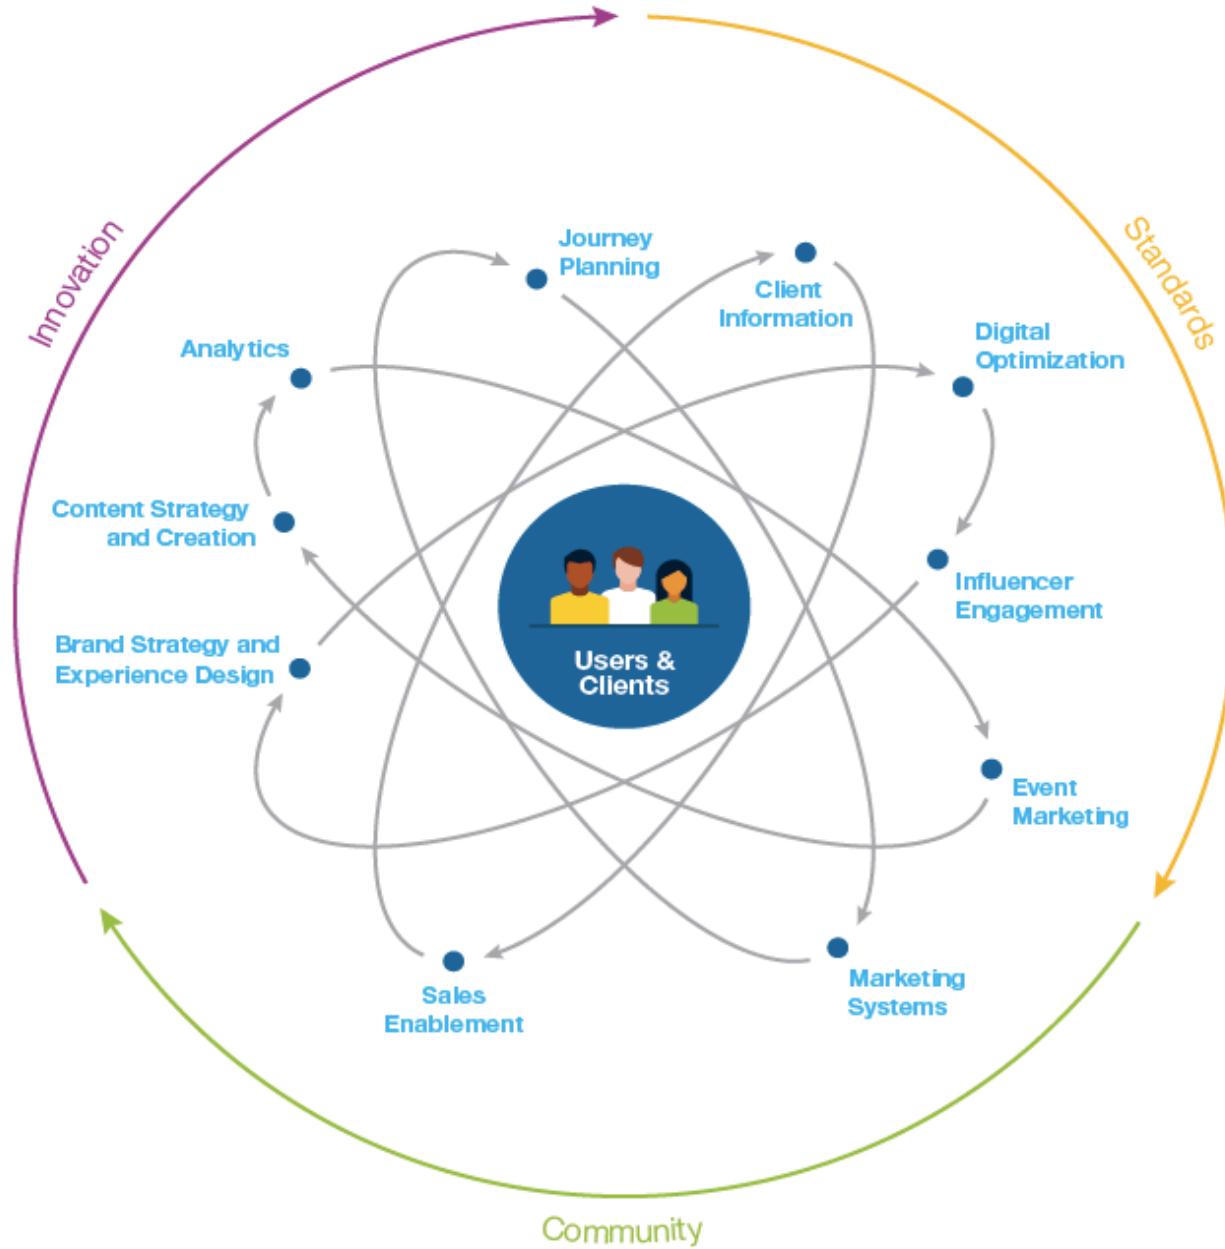 Innovation
Standards
Journey
Planning
Client
Information
Digital
Optimization
Analytics
Content Strategy
and Creation
Influencer
Engagement
Brand Strategy and
Experience Design
Users &
Clients
Event
Marketing
Marketing
Systems
Sales
Enablement
Community